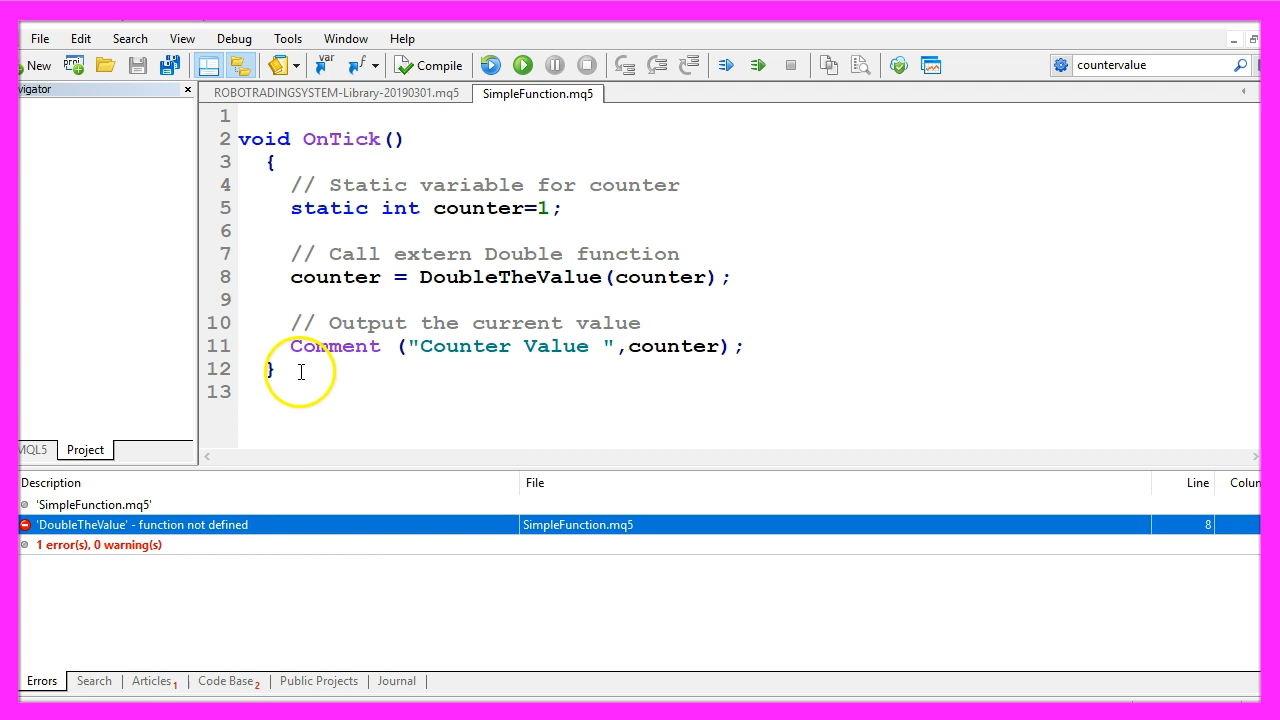 File Edit Search View Debug Tools Window Help
New var Compile countervalue
vigator ROBOTRADINGSYSTEM-Library-20190301.mq5 SimpleFunction.mq5
1
2 void OnTick()
3 {
4 // Static variable for counter
5 static int counter=1;
6
7 // Call extern Double function
8 counter = DoubleTheValue(counter);
9
10 // Output the current value
11 Comment ("Counter Value ",counter);
12 }
13
MQL5 Project
Description File Line Colun
'SimpleFunction.mq5'
'DoubleTheValue' - function not defined SimpleFunction.mq5 8
1 error(s), 0 warning(s)
Errors Search Articles 1 Code Base 2 Public Projects Journal